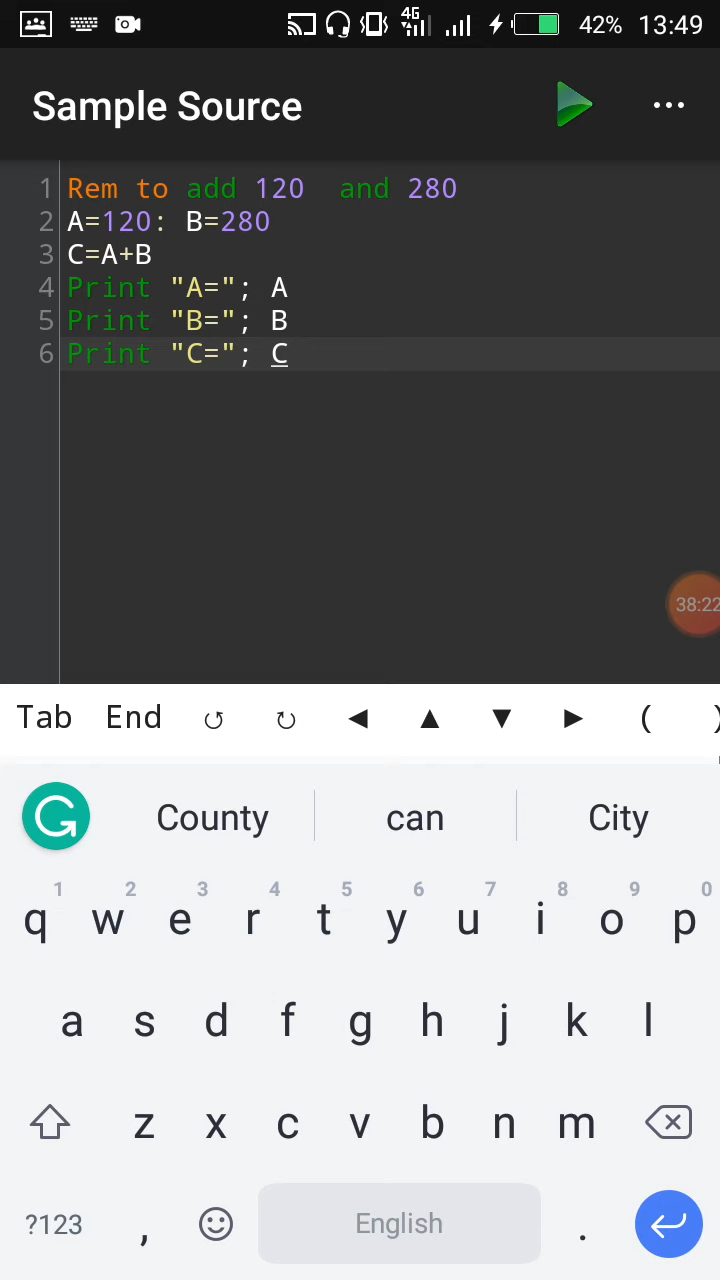 4G 42% 13:49
Sample Source ...
1 Rem to add 120  and 280
2 A=120: B=280
3 C=A+B
4 Print "A="; A
5 Print "B="; B
6 Print "C="; C
38:22
Tab End ( )
County can City
1 2 3 4 5 6 7 8 9 0
q w e r t y u i o p
a s d f g h j k l
z x c v b n m
?123 , English .